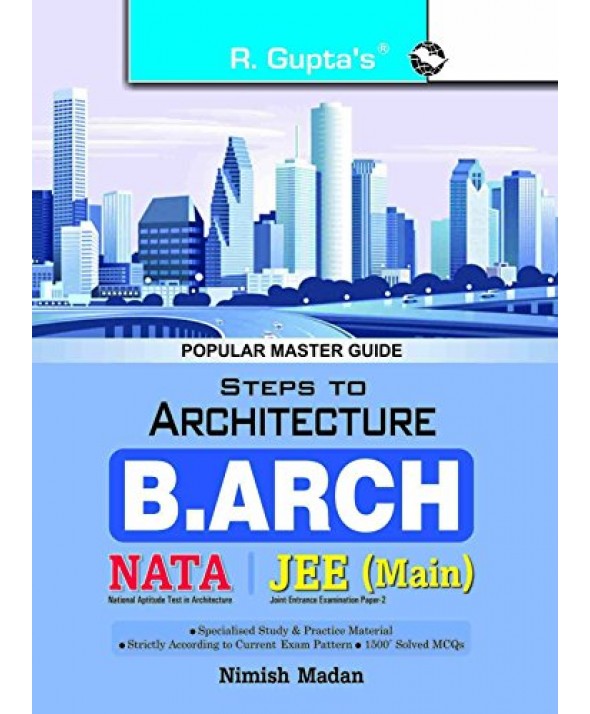 R. Gupta's®
POPULAR MASTER GUIDE
STEPS TO
ARCHITECTURE
B.ARCH
NATA | JEE (Main)
National Aptitude Test in Architecture Joint Entrance Examination Paper-2
• Specialised Study & Practice Material
• Strictly According to Current Exam Pattern • 1500+ Solved MCQs
Nimish Madan